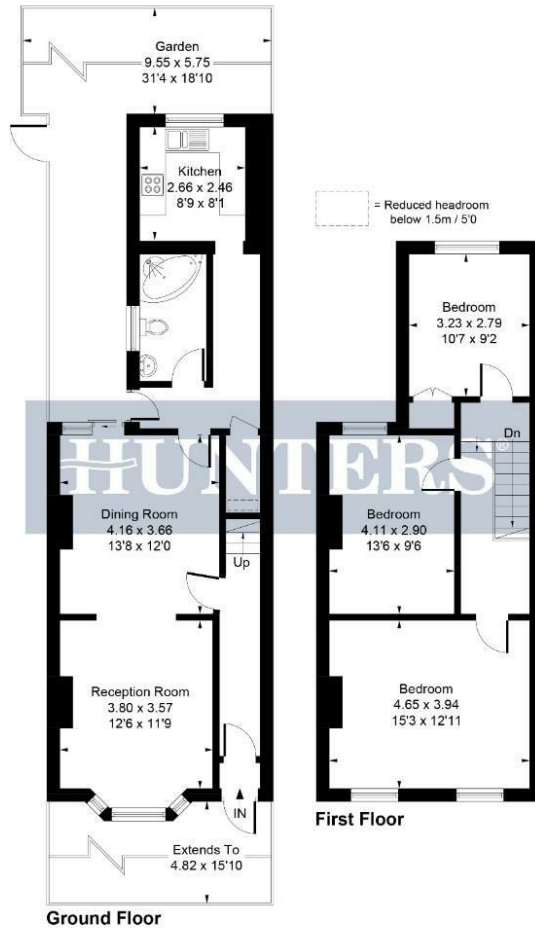 Garden
9.55 x 5.75
31'4 x 18'10
Kitchen
2.66 x 2.46
8'9 x 8'1
= Reduced headroom
below 1.5m / 5'0
Bedroom
3.23 x 2.79
10'7 x 9'2
HUNTERS®
Dn
Dining Room
4.16 x 3.66
13'8 x 12'0
Up
Bedroom
4.11 x 2.90
13'6 x 9'6
Reception Room
3.80 x 3.57
12'6 x 11'9
Bedroom
4.65 x 3.94
15'3 x 12'11
IN
Extends To
4.82 x 15'10
First Floor
Ground Floor